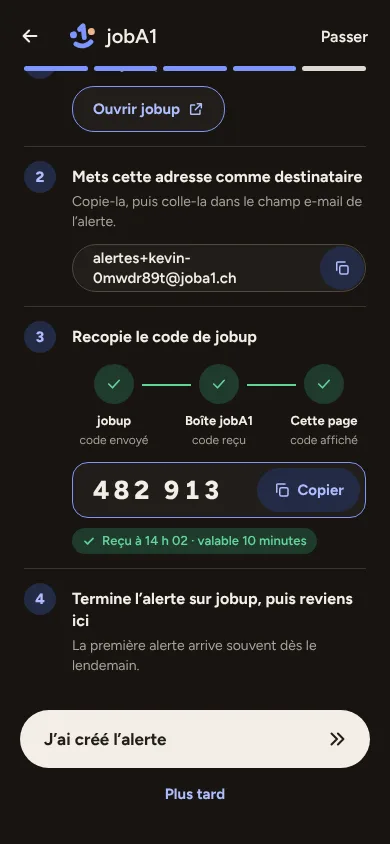 jobA1
Passer
Ouvrir jobup
2
Mets cette adresse comme destinataire
Copie-la, puis colle-la dans le champ e-mail de
l’alerte.
alertes+kevin-
0mwdr89t@joba1.ch
3
Recopie le code de jobup
jobup
code envoyé
Boîte jobA1
code reçu
Cette page
code affiché
482 913
Copier
Reçu à 14 h 02 · valable 10 minutes
4
Termine l’alerte sur jobup, puis reviens
ici
La première alerte arrive souvent dès le
lendemain.
J’ai créé l’alerte
Plus tard